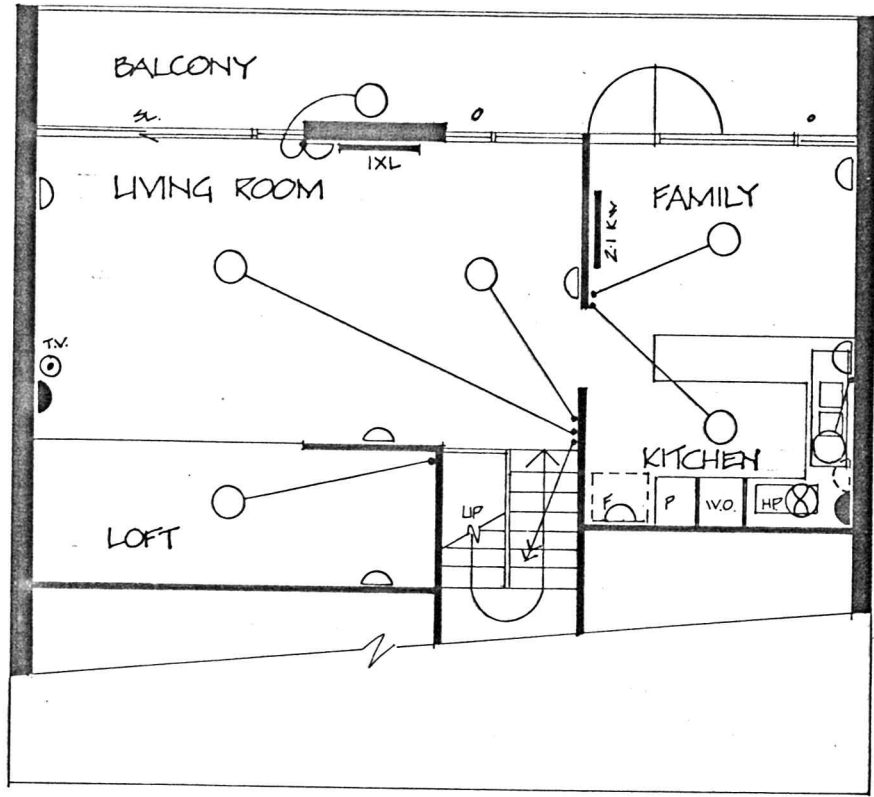 BALCONY
SL.
1XL
LIVING ROOM
FAMILY
2.1 KW
T.V.
KITCHEN
UP
F
P
W.O.
HP
LOFT